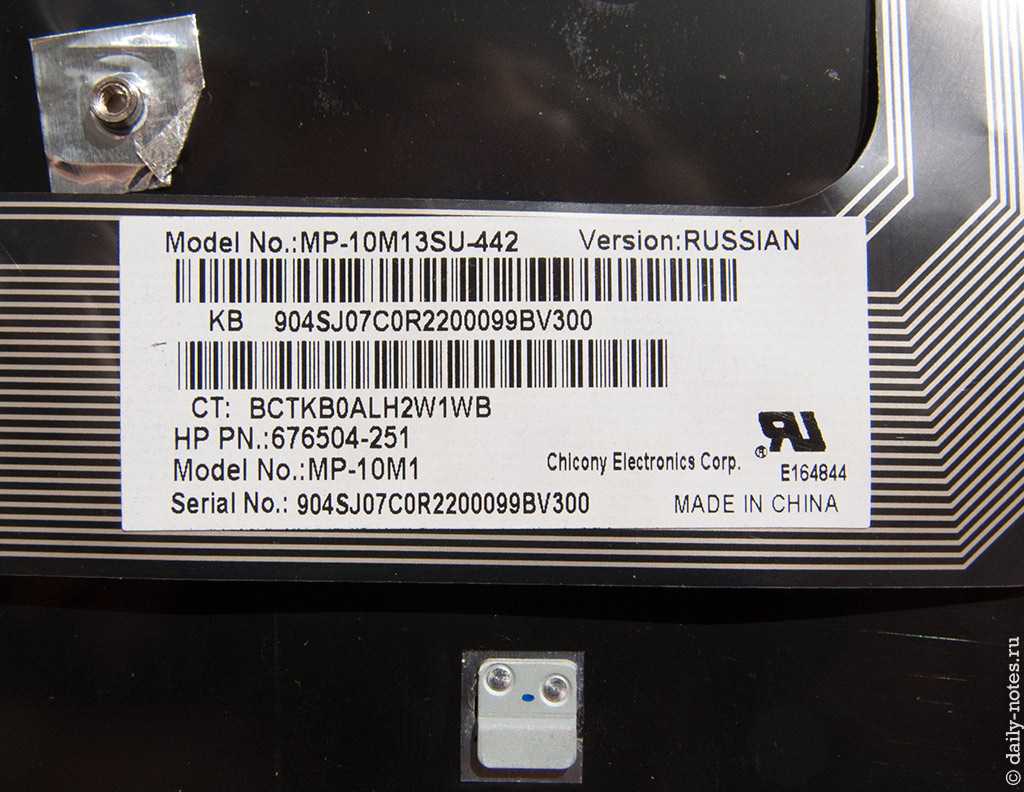 Model No.:MP-10M13SU-442 Version:RUSSIAN
KB 904SJ07C0R2200099BV300
CT: BCTKB0ALH2W1WB
HP PN.:676504-251
Model No.:MP-10M1
Chicony Electronics Corp. ® RU
E164844
Serial No.: 904SJ07C0R2200099BV300 MADE IN CHINA
© daily-notes.ru